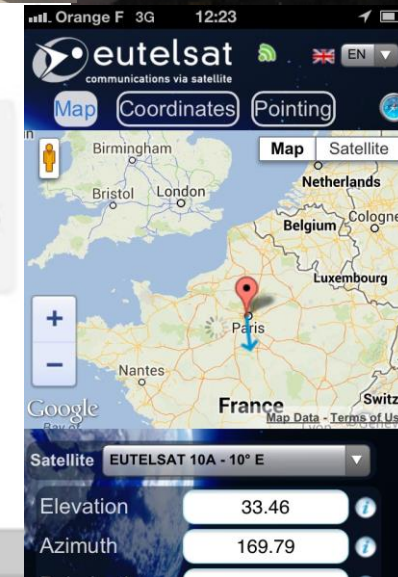 Orange F 3G 12:23
eutelsat EN
communications via satellite
Map Coordinates Pointing
Birmingham
Map Satellite
Bristol London
Netherlands
Belgium Cologne
Luxembourg
+
Paris
−
Nantes
Google
France
Switz
Map Data - Terms of Us
Satellite EUTELSAT 10A - 10° E
Elevation 33.46
Azimuth 169.79